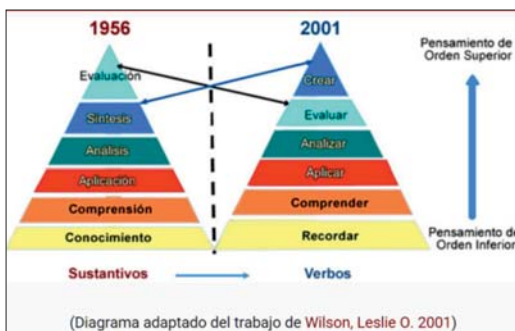 1956
2001
Pensamiento de
Orden Superior
Evaluación
Síntesis
Análisis
Aplicación
Comprensión
Conocimiento
Crear
Evaluar
Analizar
Aplicar
Comprender
Recordar
Pensamiento de
Orden Inferior
Sustantivos
Verbos
(Diagrama adaptado del trabajo de Wilson, Leslie O. 2001)